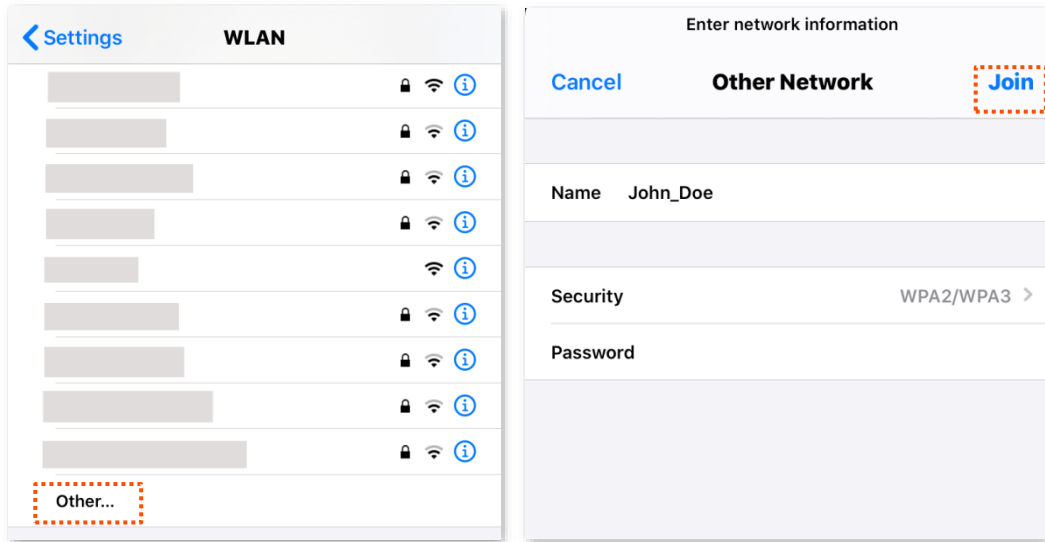 Settings WLAN
Other...
Enter network information
Cancel Other Network Join
Name John_Doe
Security WPA2/WPA3
Password